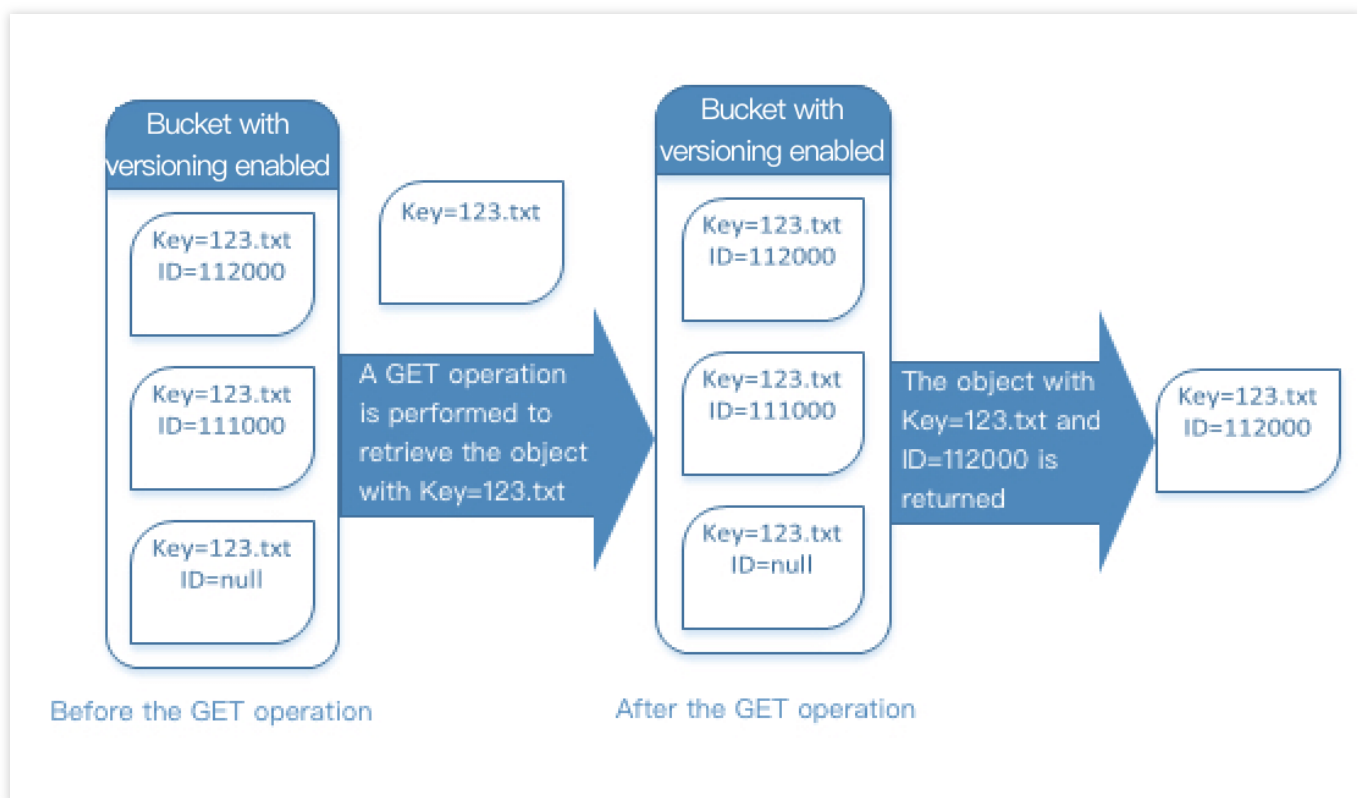 Bucket with
versioning enabled
Key=123.txt
ID=112000
Key=123.txt
ID=111000
Key=123.txt
ID=null
Before the GET operation
Key=123.txt
A GET operation
is performed to
retrieve the object
with Key=123.txt
Bucket with
versioning enabled
Key=123.txt
ID=112000
Key=123.txt
ID=111000
Key=123.txt
ID=null
After the GET operation
The object with
Key=123.txt and
ID=112000 is
returned
Key=123.txt
ID=112000